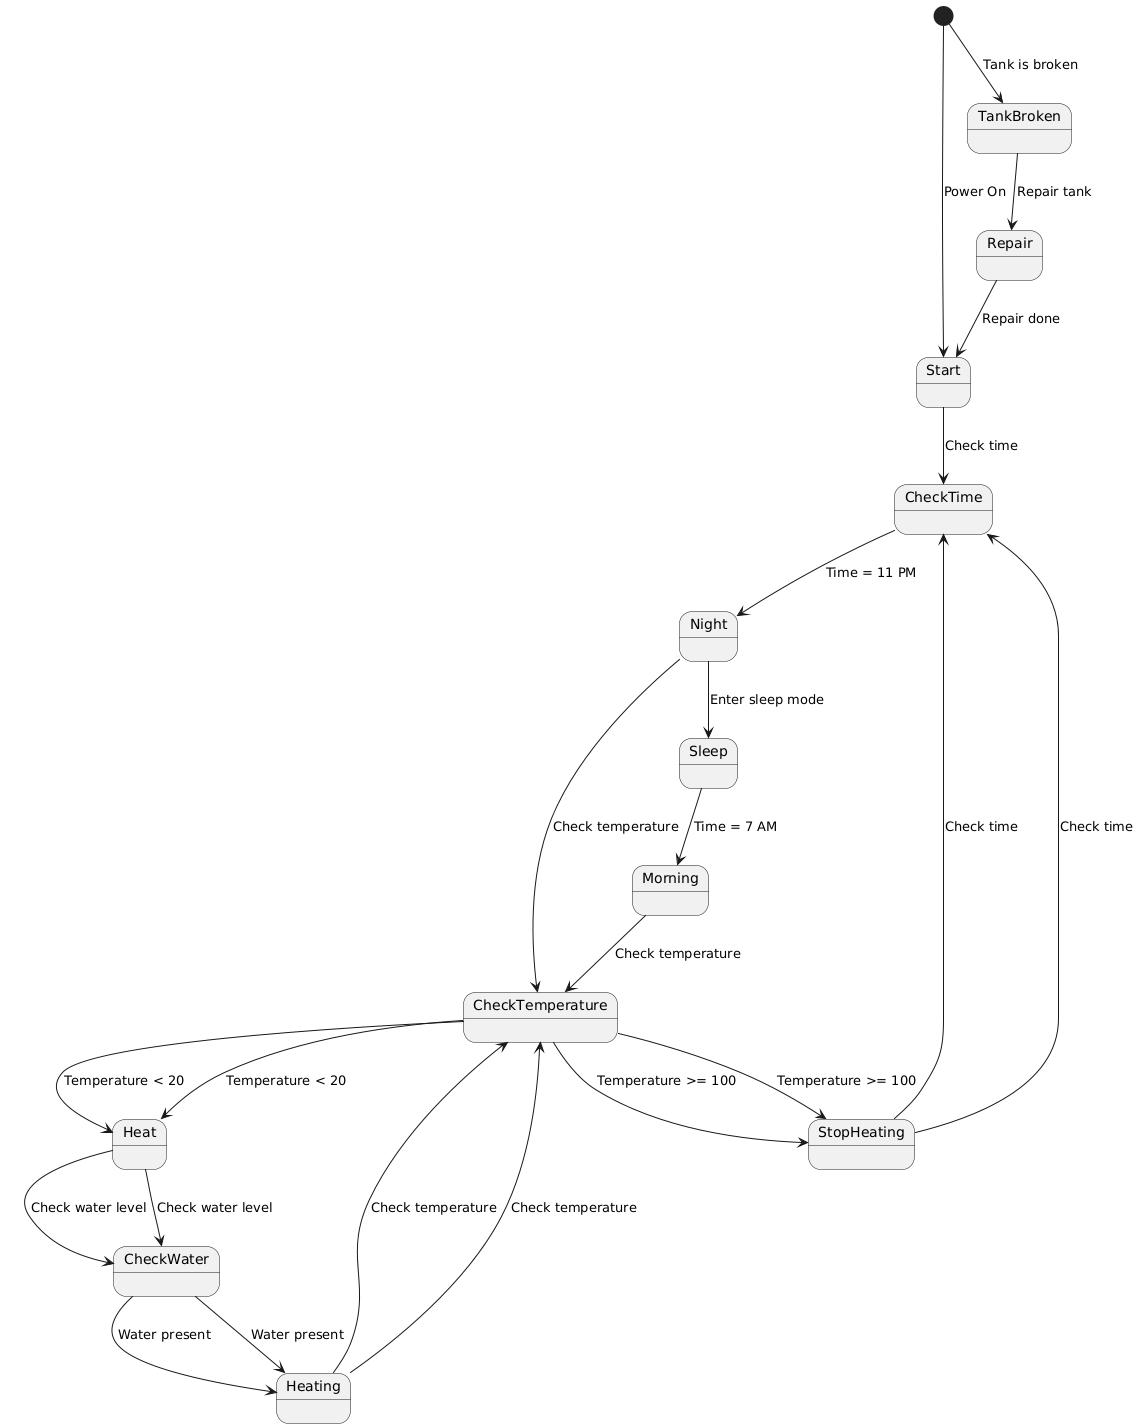 Tank is broken
TankBroken
Power On
Repair tank
Repair
Repair done
Start
Check time
CheckTime
Time = 11 PM
Night
Enter sleep mode
Sleep
Check temperature
Time = 7 AM
Check time
Check time
Morning
Check temperature
CheckTemperature
Temperature < 20
Temperature < 20
Temperature >= 100
Temperature >= 100
Heat
StopHeating
Check water level
Check water level
Check temperature
Check temperature
CheckWater
Water present
Water present
Heating